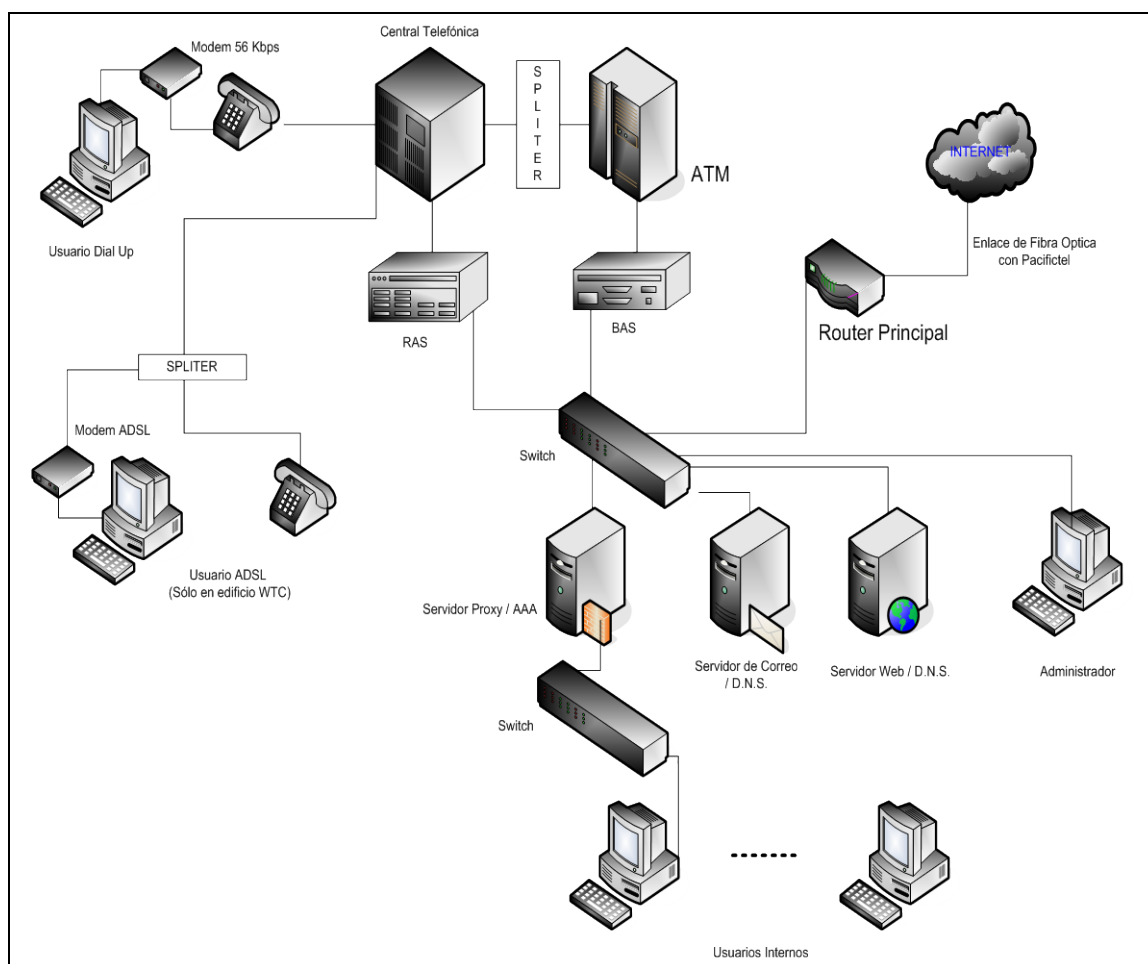 Central Telefónica
Modem 56 Kbps
S
P
L
I
T
E
R
ATM
INTERNET
Usuario Dial Up
Enlace de Fibra Optica
con Pacifictel
RAS
BAS
Router Principal
SPLITER
Modem ADSL
Switch
Usuario ADSL
(Sólo en edificio WTC)
Servidor Proxy / AAA
Servidor de Correo
/ D.N.S.
Servidor Web / D.N.S.
Administrador
Switch
Usuarios Internos